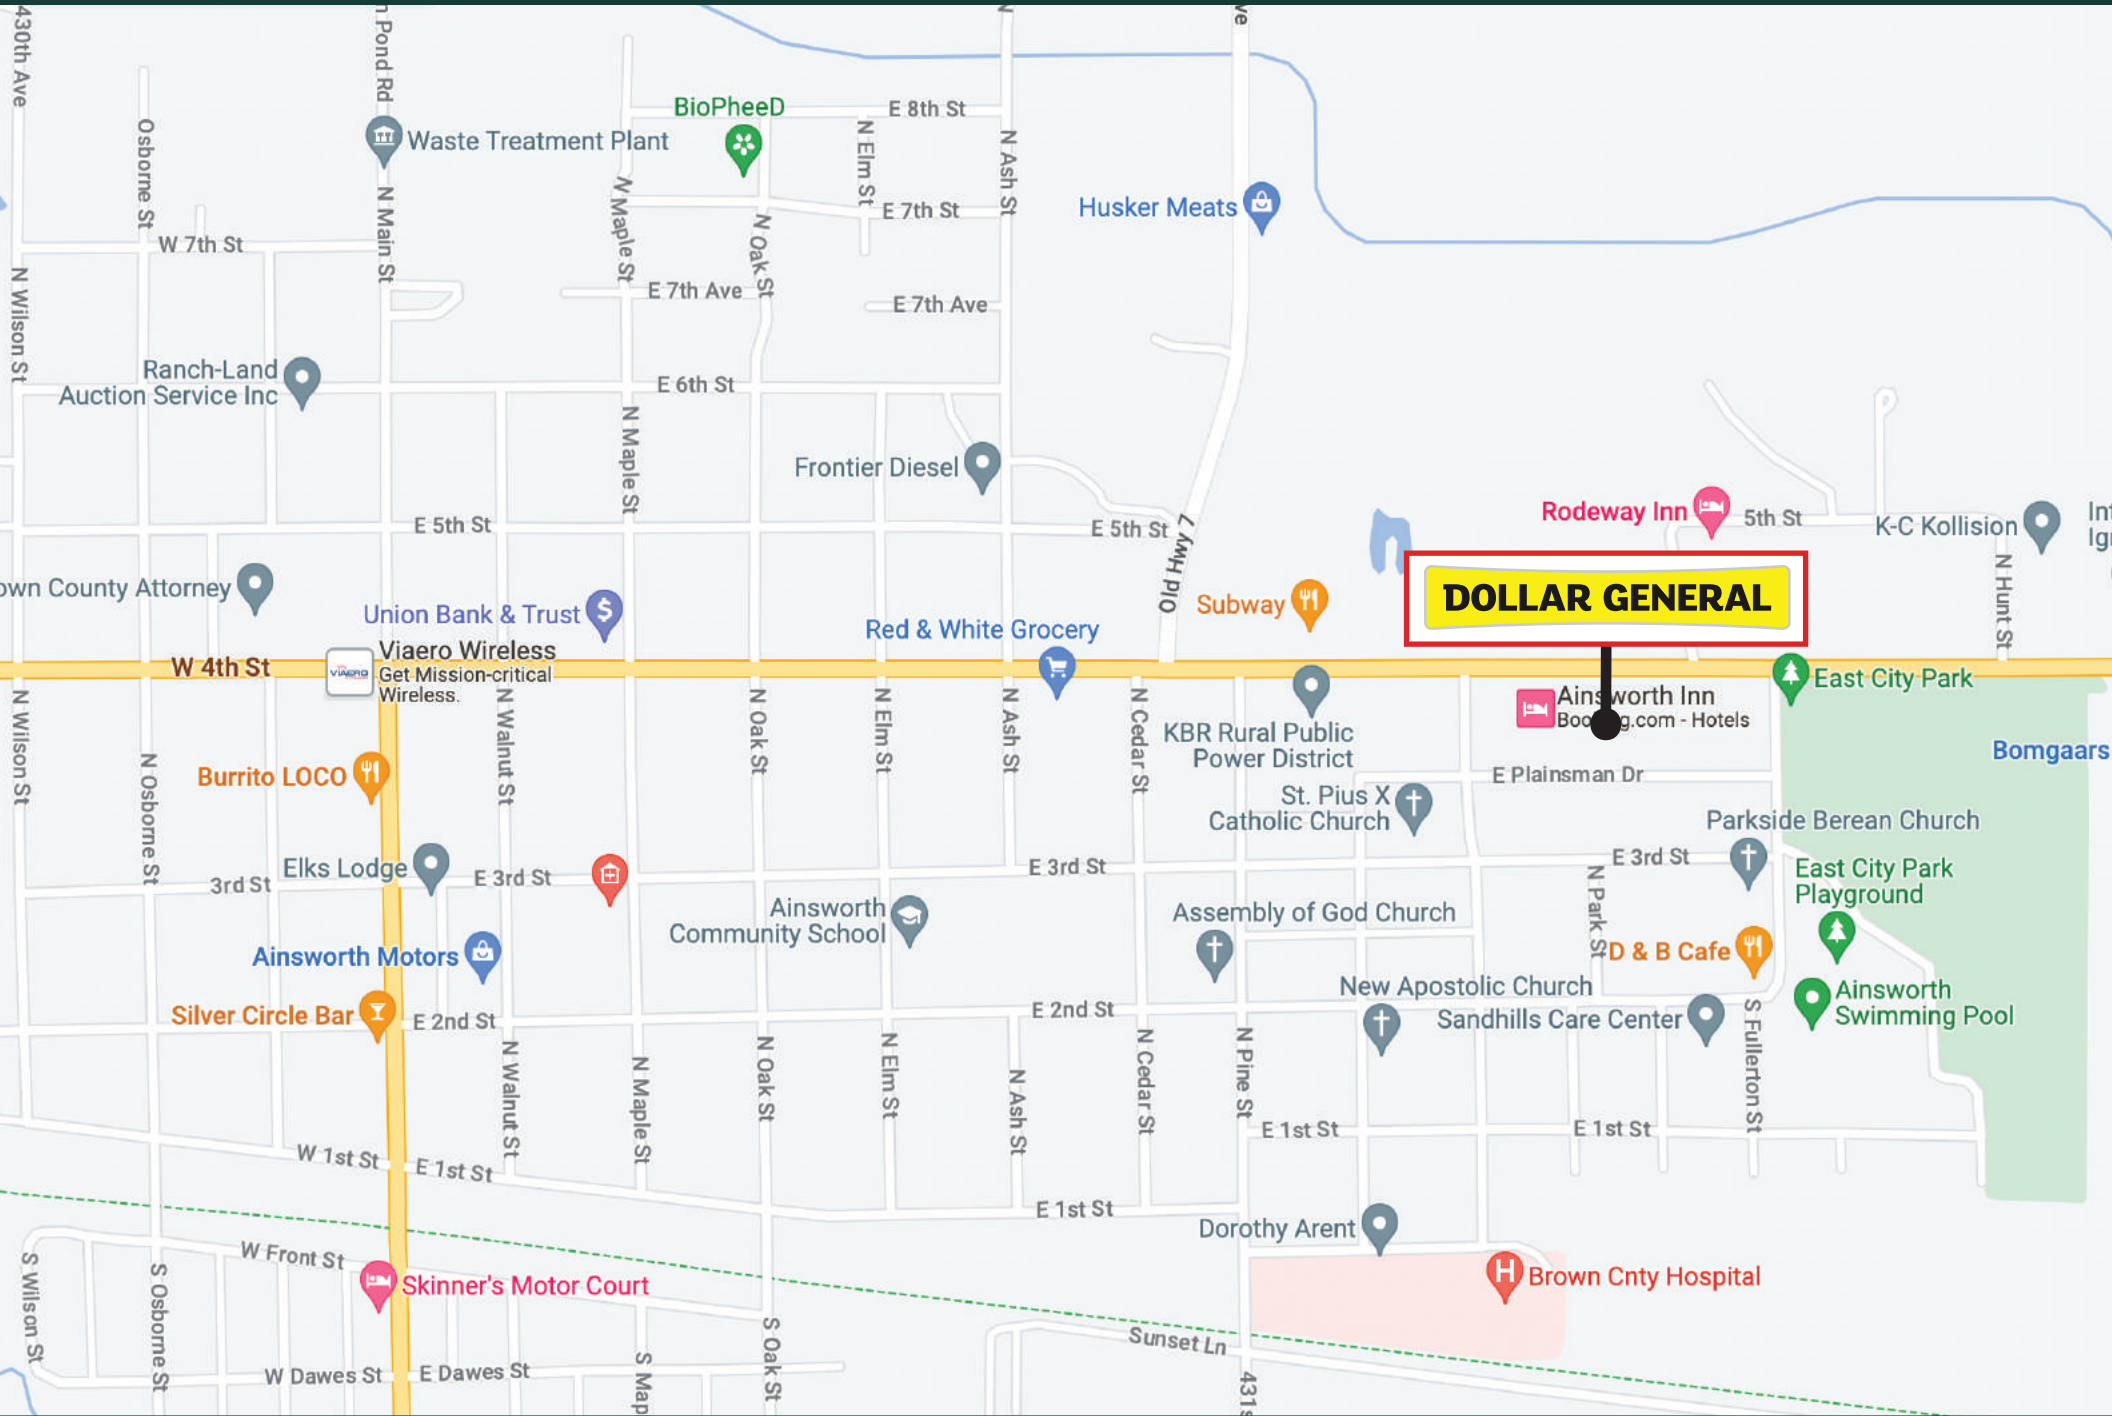 430th Ave
n Pond Rd
N
ve
BioPheeD
E 8th St
Waste Treatment Plant
Osborne St
N Elm St
N Ash St
N Main St
N Maple St
E 7th St
Husker Meats
W 7th St
N Oak St
N Wilson St
E 7th Ave
E 7th Ave
Ranch-Land
Auction Service Inc
E 6th St
N Maple St
Frontier Diesel
Rodeway Inn
5th St
K-C Kollision
Int
Ign
E 5th St
E 5th St
Old Hwy 7
N Hunt St
own County Attorney
Union Bank & Trust
Subway
DOLLAR GENERAL
Red & White Grocery
Viaero Wireless
Get Mission-critical
Wireless.
VIAERO
W 4th St
East City Park
Ainsworth Inn
Booking.com - Hotels
N Wilson St
N Walnut St
N Oak St
N Elm St
N Ash St
N Cedar St
KBR Rural Public
Power District
Bomgaars
Burrito LOCO
N Osborne St
E Plainsman Dr
St. Pius X
Catholic Church
Parkside Berean Church
Elks Lodge
3rd St
E 3rd St
E 3rd St
E 3rd St
East City Park
Playground
N Park St
Ainsworth
Community School
Assembly of God Church
Ainsworth Motors
D & B Cafe
New Apostolic Church
Ainsworth
Swimming Pool
Silver Circle Bar
E 2nd St
E 2nd St
Sandhills Care Center
S Fullerton St
N Walnut St
N Maple St
N Oak St
N Elm St
N Ash St
N Cedar St
N Pine St
E 1st St
E 1st St
W 1st St
E 1st St
E 1st St
Dorothy Arent
W Front St
S Wilson St
S Osborne St
Skinner's Motor Court
Brown Cnty Hospital
Sunset Ln
S Oak St
W Dawes St
E Dawes St
S Map
431s